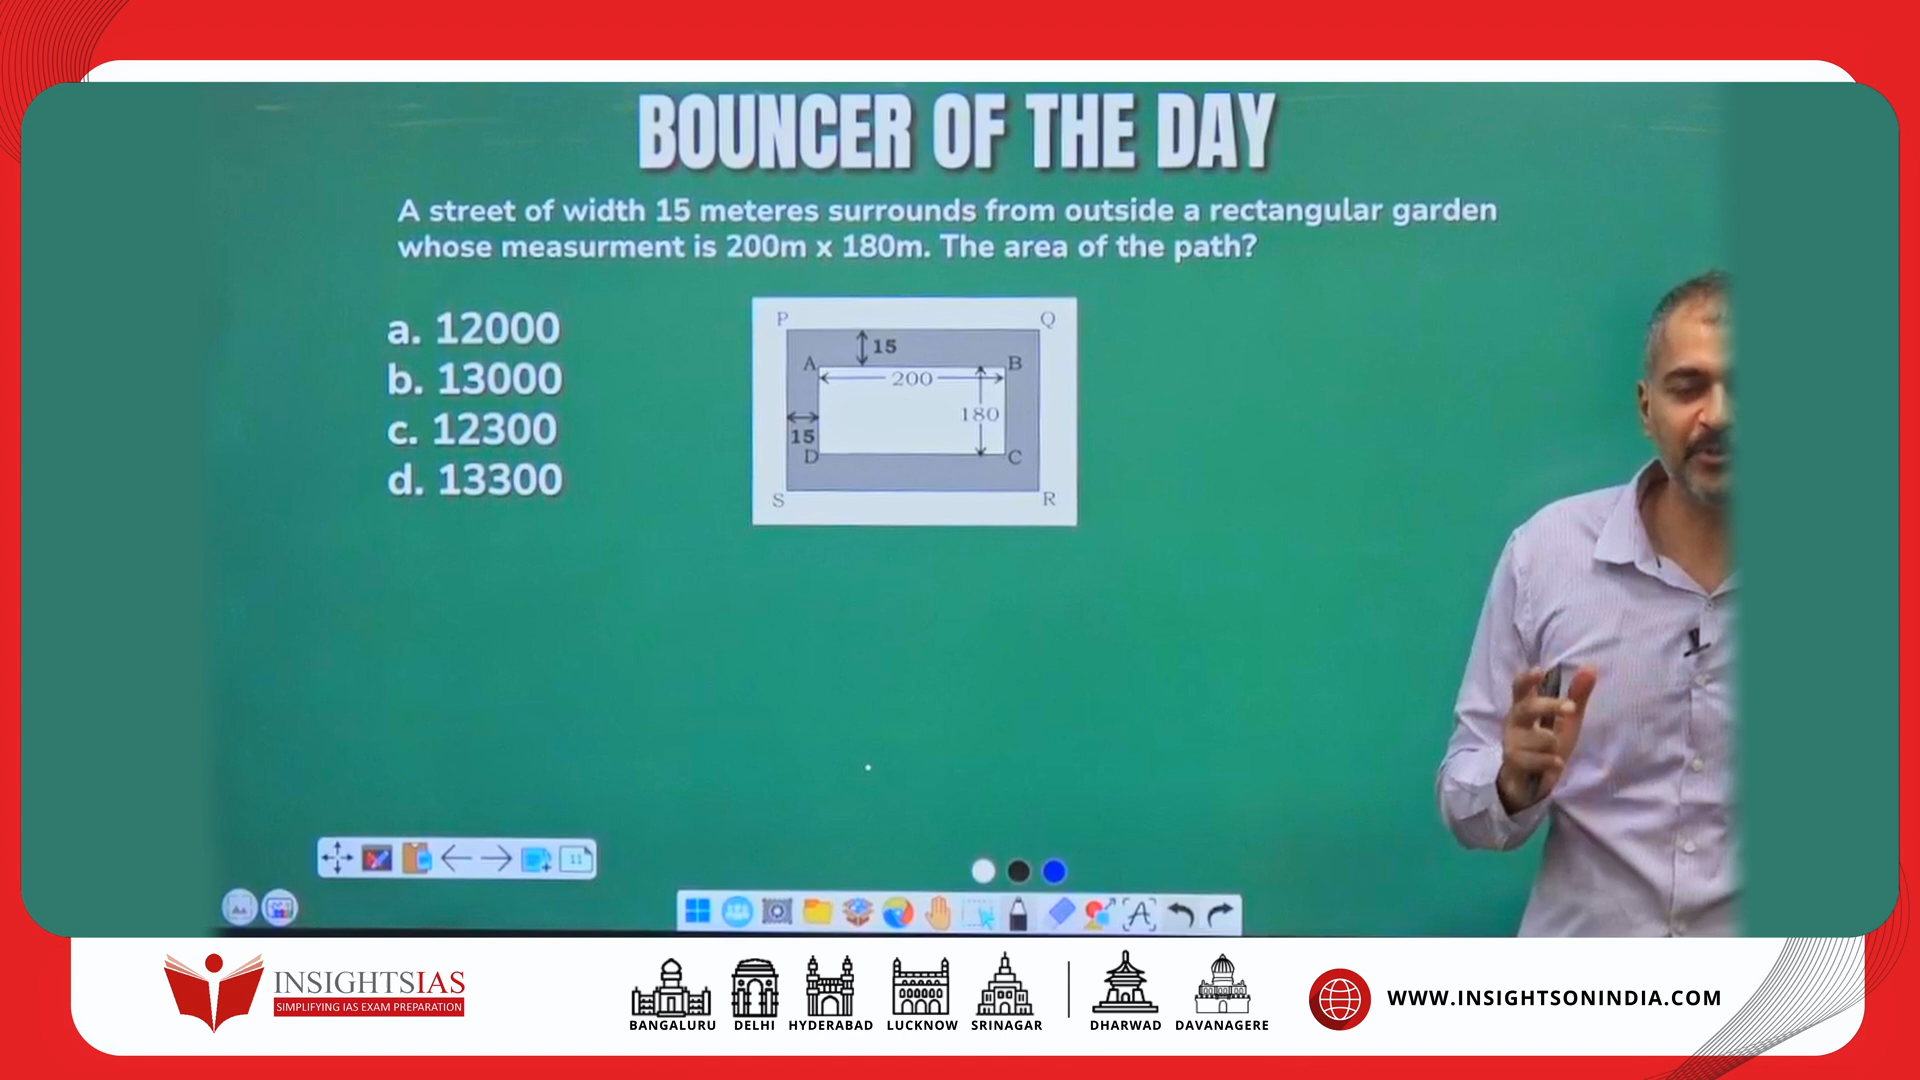 BOUNCER OF THE DAY
A street of width 15 meteres surrounds from outside a rectangular garden
whose measurment is 200m x 180m. The area of the path?
a. 12000
b. 13000
c. 12300
d. 13300
P
Q
15
A
B
200
180
15
D
C
S
R
11
INSIGHTSIAS
SIMPLIFYING IAS EXAM PREPARATION
BANGALURU
DELHI
HYDERABAD
LUCKNOW
SRINAGAR
DHARWAD
DAVANAGERE
WWW.INSIGHTSONINDIA.COM